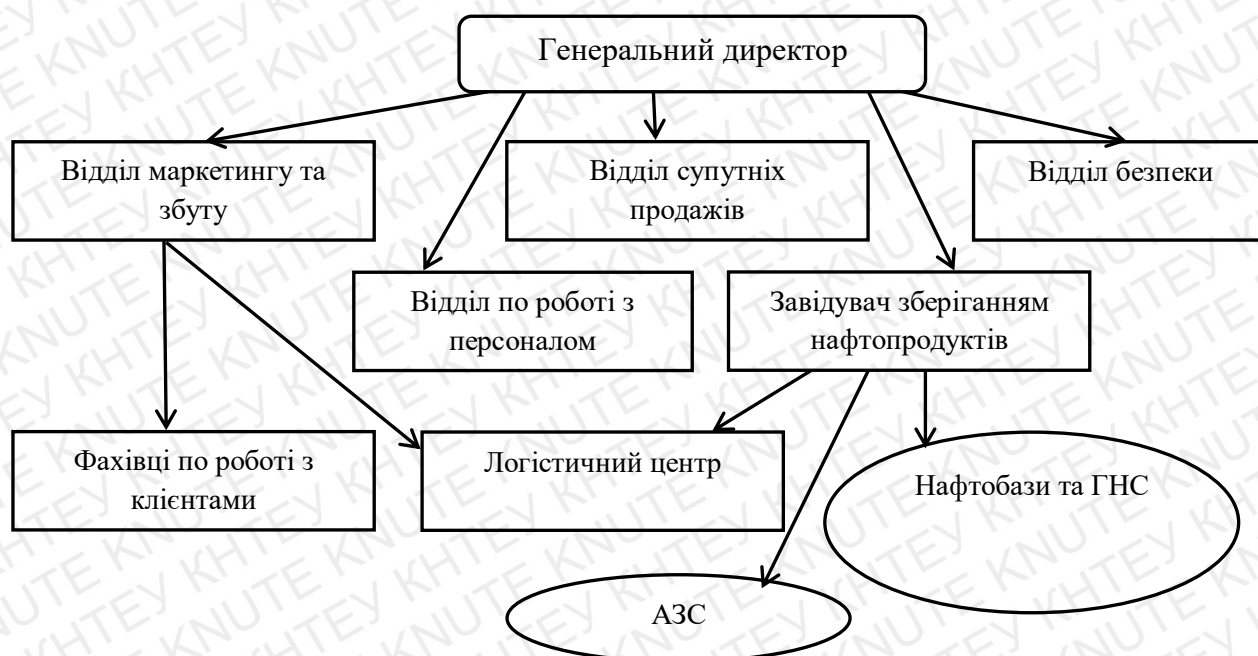 Генеральний директор
Відділ маркетингу та
збуту
Відділ супутніх
продажів
Відділ безпеки
Відділ по роботі з
персоналом
Завідувач зберіганням
нафтопродуктів
Фахівці по роботі з
клієнтами
Логістичний центр
Нафтобази та ГНС
АЗС